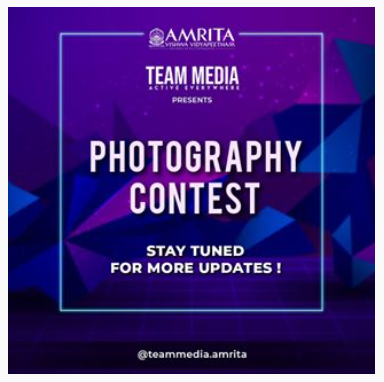 AMRITA
VISHWA VIDYAPEETHAM
TEAM MEDIA
ACTIVE EVERYWHERE
PRESENTS
PHOTOGRAPHY
CONTEST
STAY TUNED
FOR MORE UPDATES !
@teammedia.amrita